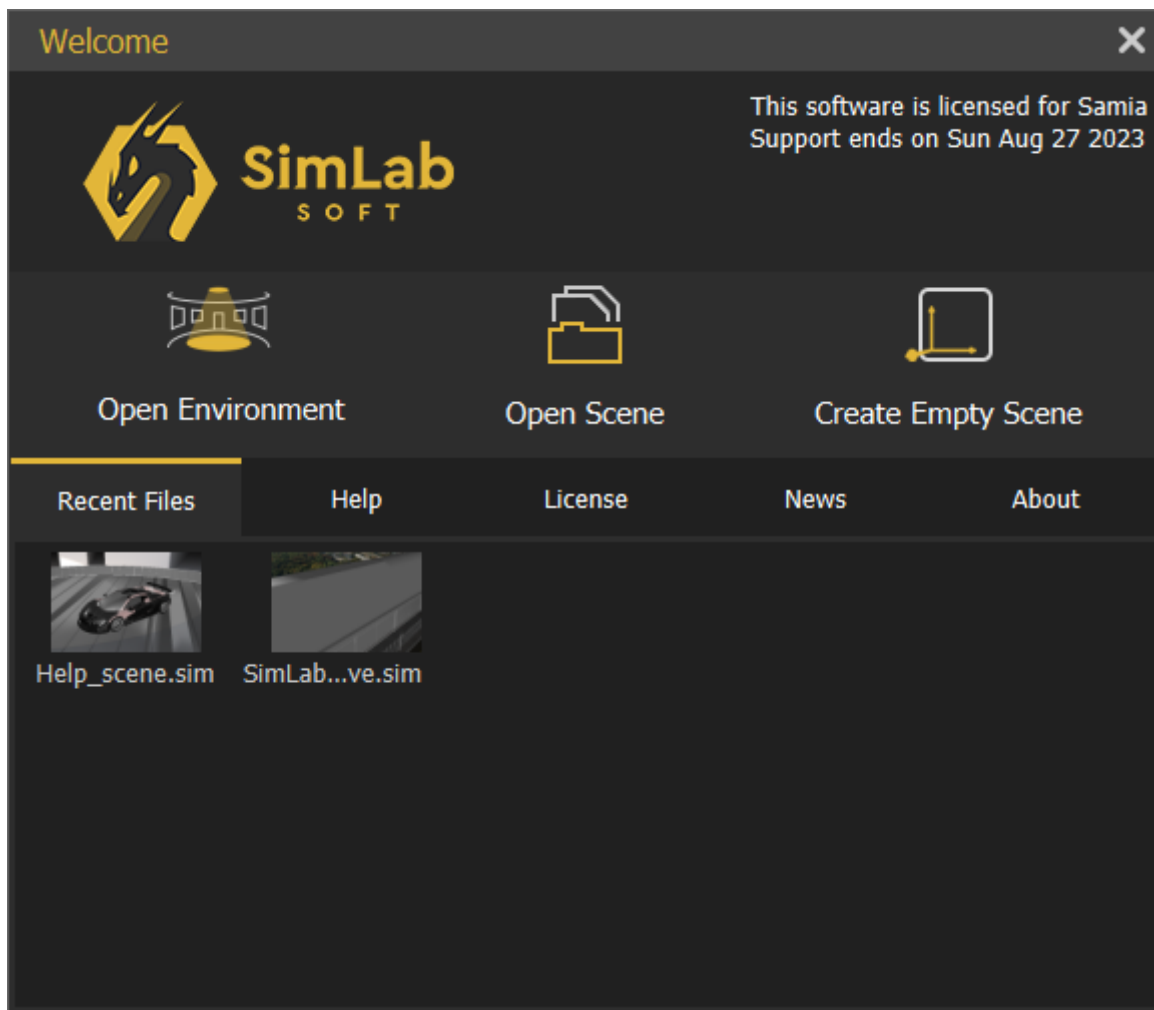 Welcome
This software is licensed for Samia
Support ends on Sun Aug 27 2023
SimLab
SOFT
Open Environment
Open Scene
Create Empty Scene
Recent Files
Help
License
News
About
Help_scene.sim
SimLab...ve.sim